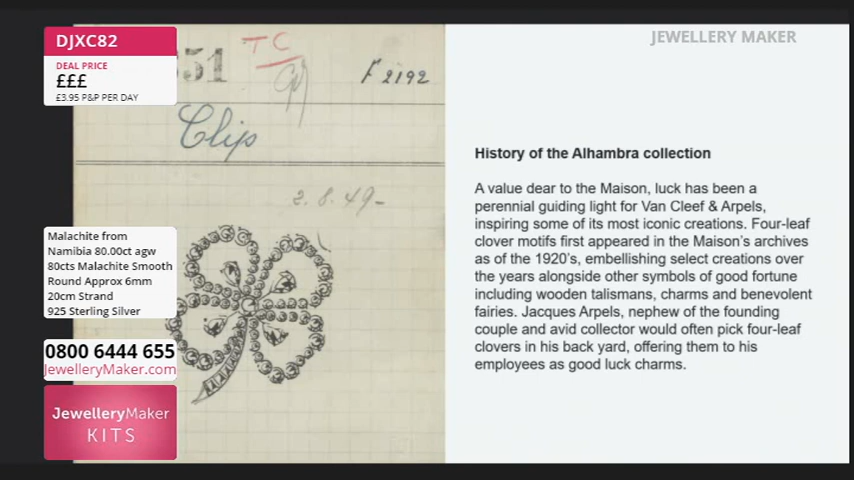 DJXC82
DEAL PRICE
£££
£3.95 P&P PER DAY
51
TC
F 2192
Clip
2.8.49-
JEWELLERY MAKER
History of the Alhambra collection
A value dear to the Maison, luck has been a
perennial guiding light for Van Cleef & Arpels,
inspiring some of its most iconic creations. Four-leaf
clover motifs first appeared in the Maison's archives
as of the 1920's, embellishing select creations over
the years alongside other symbols of good fortune
including wooden talismans, charms and benevolent
fairies. Jacques Arpels, nephew of the founding
couple and avid collector would often pick four-leaf
clovers in his back yard, offering them to his
employees as good luck charms.
Malachite from
Namibia 80.00ct agw
80cts Malachite Smooth
Round Approx 6mm
20cm Strand
925 Sterling Silver
0800 6444 655
JewelleryMaker.com
JewelleryMaker
KITS